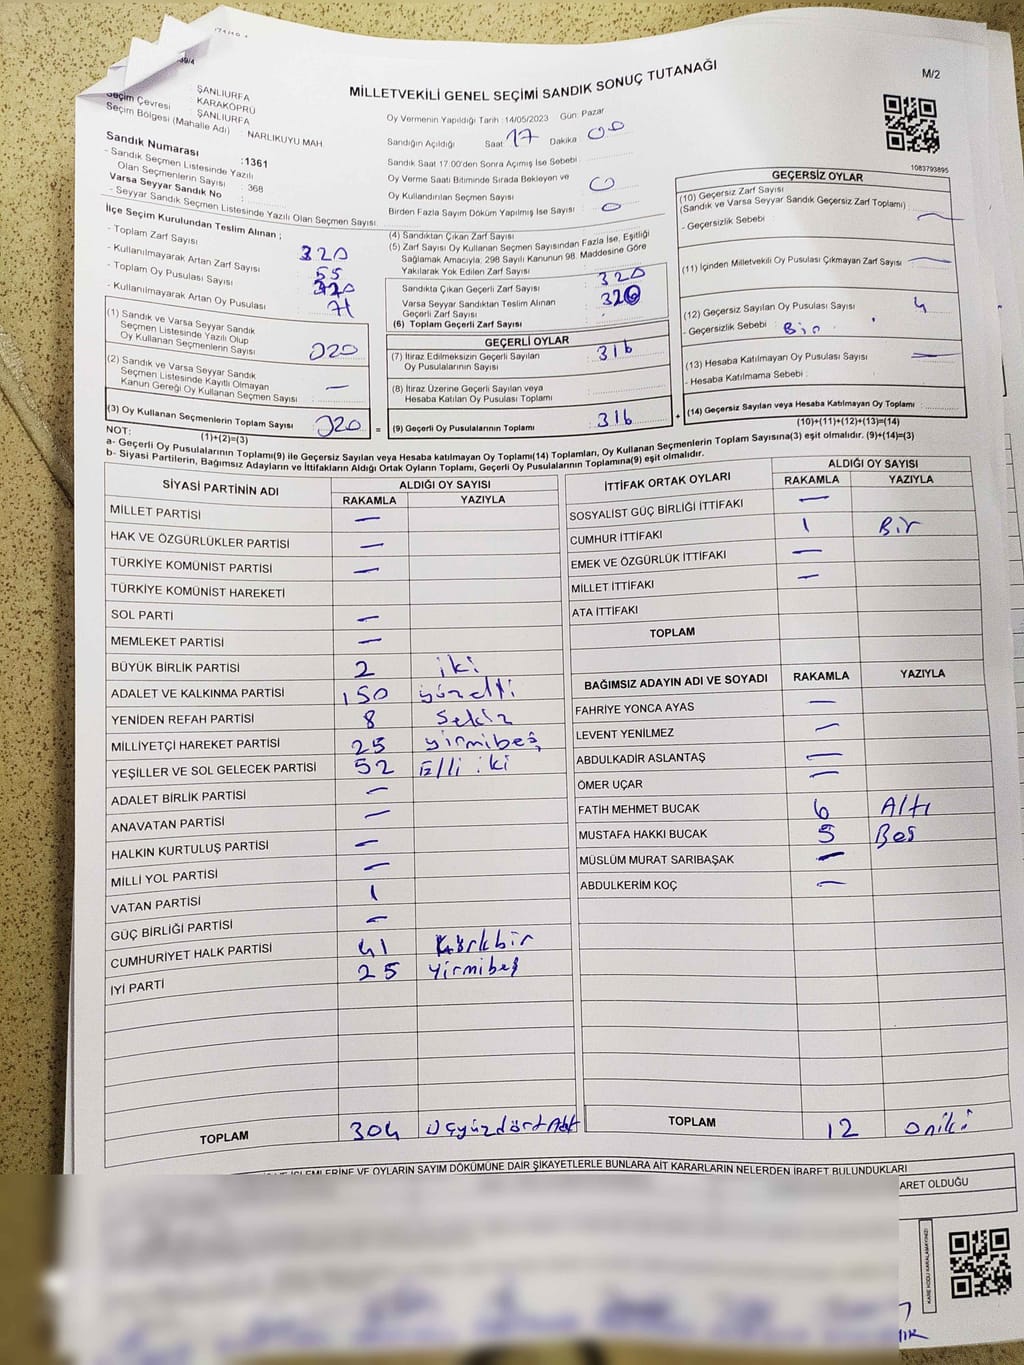 MİLLETVEKİLİ GENEL SEÇİMİ SANDIK SONUÇ TUTANAĞI
M/2
ŞANLIURFA
Seçim Çevresi KARAKÖPRÜ
ŞANLIURFA
Seçim Bölgesi (Mahalle Adı) : NARLIKUYU MAH
Sandık Numarası :1361
- Sandık Seçmen Listesinde Yazılı
Olan Seçmenlerin Sayısı : 368
Varsa Seyyar Sandık No :
- Seyyar Sandık Seçmen Listesinde Yazılı Olan Seçmen Sayısı
Oy Vermenin Yapıldığı Tarih :14/05/2023 Gün: Pazar
Sandığın Açıldığı Saat 17 Dakika 00
Sandık Saat 17.00'den Sonra Açımış İse Sebebi
Oy Verme Saati Bitiminde Sırada Bekleyen ve
Oy Kullandırılan Seçmen Sayısı 0
Birden Fazla Sayım Döküm Yapılmış İse Sayısı 0
1083793895
İlçe Seçim Kurulundan Teslim Alınan ;
- Toplam Zarf Sayısı : 320
- Kullanılmayarak Artan Zarf Sayısı : 55
- Toplam Oy Pusulası Sayısı :
- Kullanılmayarak Artan Oy Pusulası : 71
(1) Sandık ve Varsa Seyyar Sandık
Seçmen Listesinde Yazılı Olup
Oy Kullanan Seçmenlerin Sayısı : 320
(2) Sandık ve Varsa Seyyar Sandık
Seçmen Listesinde Kayıtlı Olmayan
Kanun Gereği Oy Kullanan Seçmen Sayısı : —
(3) Oy Kullanan Seçmenlerin Toplam Sayısı 320 =
(1)+(2)=(3)
(4) Sandıktan Çıkan Zarf Sayısı
(5) Zarf Sayısı Oy Kullanan Seçmen Sayısından Fazla İse, Eşitliği
Sağlamak Amacıyla, 298 Sayılı Kanunun 98. Maddesine Göre
Yakılarak Yok Edilen Zarf Sayısı :
Sandıkta Çıkan Geçerli Zarf Sayısı : 320
Varsa Seyyar Sandıktan Teslim Alınan
Geçerli Zarf Sayısı : 320
(6) Toplam Geçerli Zarf Sayısı :
GEÇERLİ OYLAR
(7) İtiraz Edilmeksizin Geçerli Sayılan
Oy Pusulalarının Sayısı : 316
(8) İtiraz Üzerine Geçerli Sayılan veya
Hesaba Katılan Oy Pusulası Toplamı :
(9) Geçerli Oy Pusulalarının Toplamı : 316 +
GEÇERSİZ OYLAR
(10) Geçersiz Zarf Sayısı
(Sandık ve Varsa Seyyar Sandık Geçersiz Zarf Toplamı)
- Geçersizlik Sebebi : —
(11) İçinden Milletvekili Oy Pusulası Çıkmayan Zarf Sayısı : —
(12) Geçersiz Sayılan Oy Pusulası Sayısı : 4
- Geçersizlik Sebebi :
(13) Hesaba Katılmayan Oy Pusulası Sayısı : —
- Hesaba Katılmama Sebebi :
(14) Geçersiz Sayılan veya Hesaba Katılmayan Oy Toplamı :
(10)+(11)+(12)+(13)=(14)
NOT:
a- Geçerli Oy Pusulalarının Toplamı(9) ile Geçersiz Sayılan veya Hesaba katılmayan Oy Toplamı(14) Toplamları, Oy Kullanan Seçmenlerin Toplam Sayısına(3) eşit olmalıdır. (9)+(14)=(3)
b- Siyasi Partilerin, Bağımsız Adayların ve İttifakların Aldığı Ortak Oyların Toplamı, Geçerli Oy Pusulalarının Toplamına(9) eşit olmalıdır.
SİYASİ PARTİNİN ADI ALDIĞI OY SAYISI
RAKAMLA YAZIYLA
MİLLET PARTİSİ —
HAK VE ÖZGÜRLÜKLER PARTİSİ —
TÜRKİYE KOMÜNİST PARTİSİ —
TÜRKİYE KOMÜNİST HAREKETİ
SOL PARTİ —
MEMLEKET PARTİSİ —
BÜYÜK BİRLİK PARTİSİ 2 iki
ADALET VE KALKINMA PARTİSİ 150 yüzelli
YENİDEN REFAH PARTİSİ 8 Sekiz
MİLLİYETÇİ HAREKET PARTİSİ 25 yirmibeş
YEŞİLLER VE SOL GELECEK PARTİSİ 52 Elli iki
ADALET BİRLİK PARTİSİ —
ANAVATAN PARTİSİ —
HALKIN KURTULUŞ PARTİSİ —
MİLLİ YOL PARTİSİ —
VATAN PARTİSİ 1
GÜÇ BİRLİĞİ PARTİSİ —
CUMHURİYET HALK PARTİSİ 41 Kırkbir
İYİ PARTİ 25 Yirmibeş
TOPLAM 304 Üçyüzdört
İTTİFAK ORTAK OYLARI ALDIĞI OY SAYISI
RAKAMLA YAZIYLA
SOSYALİST GÜÇ BİRLİĞİ İTTİFAKI —
CUMHUR İTTİFAKI 1 Bir
EMEK VE ÖZGÜRLÜK İTTİFAKI —
MİLLET İTTİFAKI —
ATA İTTİFAKI
TOPLAM
BAĞIMSIZ ADAYIN ADI VE SOYADI RAKAMLA YAZIYLA
FAHRİYE YONCA AYAS —
LEVENT YENİLMEZ —
ABDULKADİR ASLANTAŞ —
ÖMER UÇAR —
FATİH MEHMET BUCAK 6 Altı
MUSTAFA HAKKI BUCAK 5 Beş
MÜSLÜM MURAT SARIBAŞAK —
ABDULKERİM KOÇ —
TOPLAM 12 oniki
İŞLEMLERİNE VE OYLARIN SAYIM DÖKÜMÜNE DAİR ŞİKAYETLERLE BUNLARA AİT KARARLARIN NELERDEN İBARET BULUNDUKLARI
ARET OLDUĞU
KARE KODU KARALAMAYINIZ!